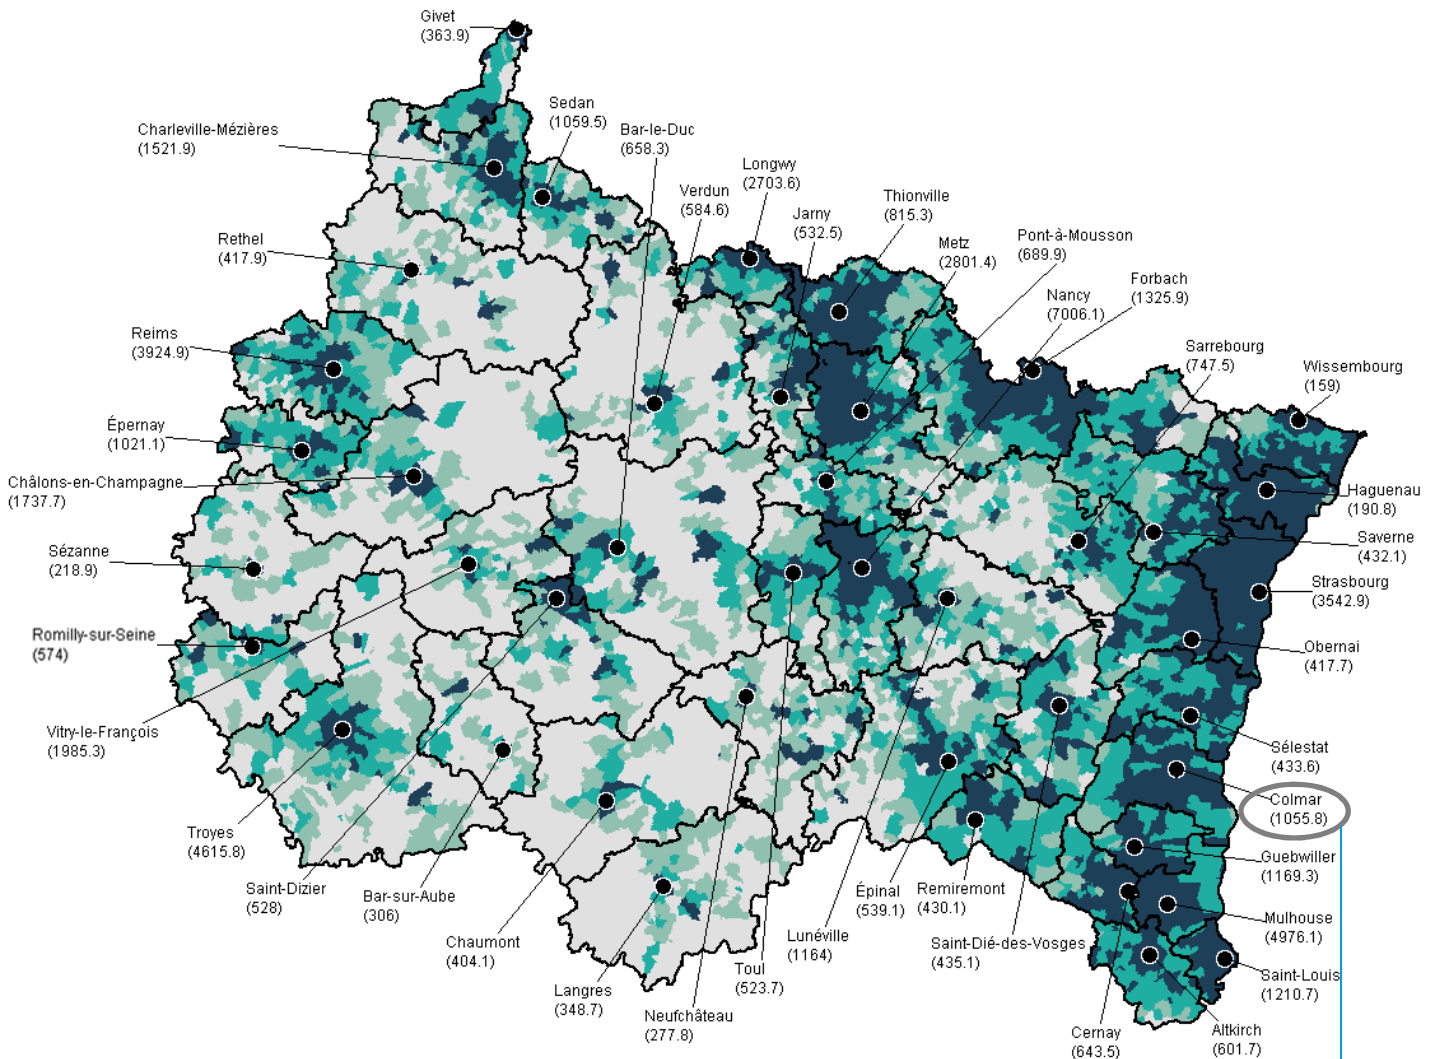 Givet
(363.9)
Sedan
(1059.5)
Charleville-Mézières
(1521.9)
Bar-le-Duc
(658.3)
Longwy
(2703.6)
Verdun
(584.6)
Thionville
(815.3)
Jarny
(532.5)
Metz
(2801.4)
Pont-à-Mousson
(689.9)
Rethel
(417.9)
Forbach
(1325.9)
Nancy
(7006.1)
Reims
(3924.9)
Sarrebourg
(747.5)
Wissembourg
(159)
Épernay
(1021.1)
Châlons-en-Champagne
(1737.7)
Haguenau
(190.8)
Saverne
(432.1)
Sézanne
(218.9)
Strasbourg
(3542.9)
Romilly-sur-Seine
(574)
Obernai
(417.7)
Vitry-le-François
(1985.3)
Sélestat
(433.6)
Colmar
(1055.8)
Troyes
(4615.8)
Guebwiller
(1169.3)
Saint-Dizier
(528)
Bar-sur-Aube
(306)
Épinal
(539.1)
Remiremont
(430.1)
Mulhouse
(4976.1)
Chaumont
(404.1)
Lunéville
(1164)
Saint-Dié-des-Vosges
(435.1)
Toul
(523.7)
Saint-Louis
(1210.7)
Langres
(348.7)
Neufchâteau
(277.8)
Cernay
(643.5)
Altkirch
(601.7)